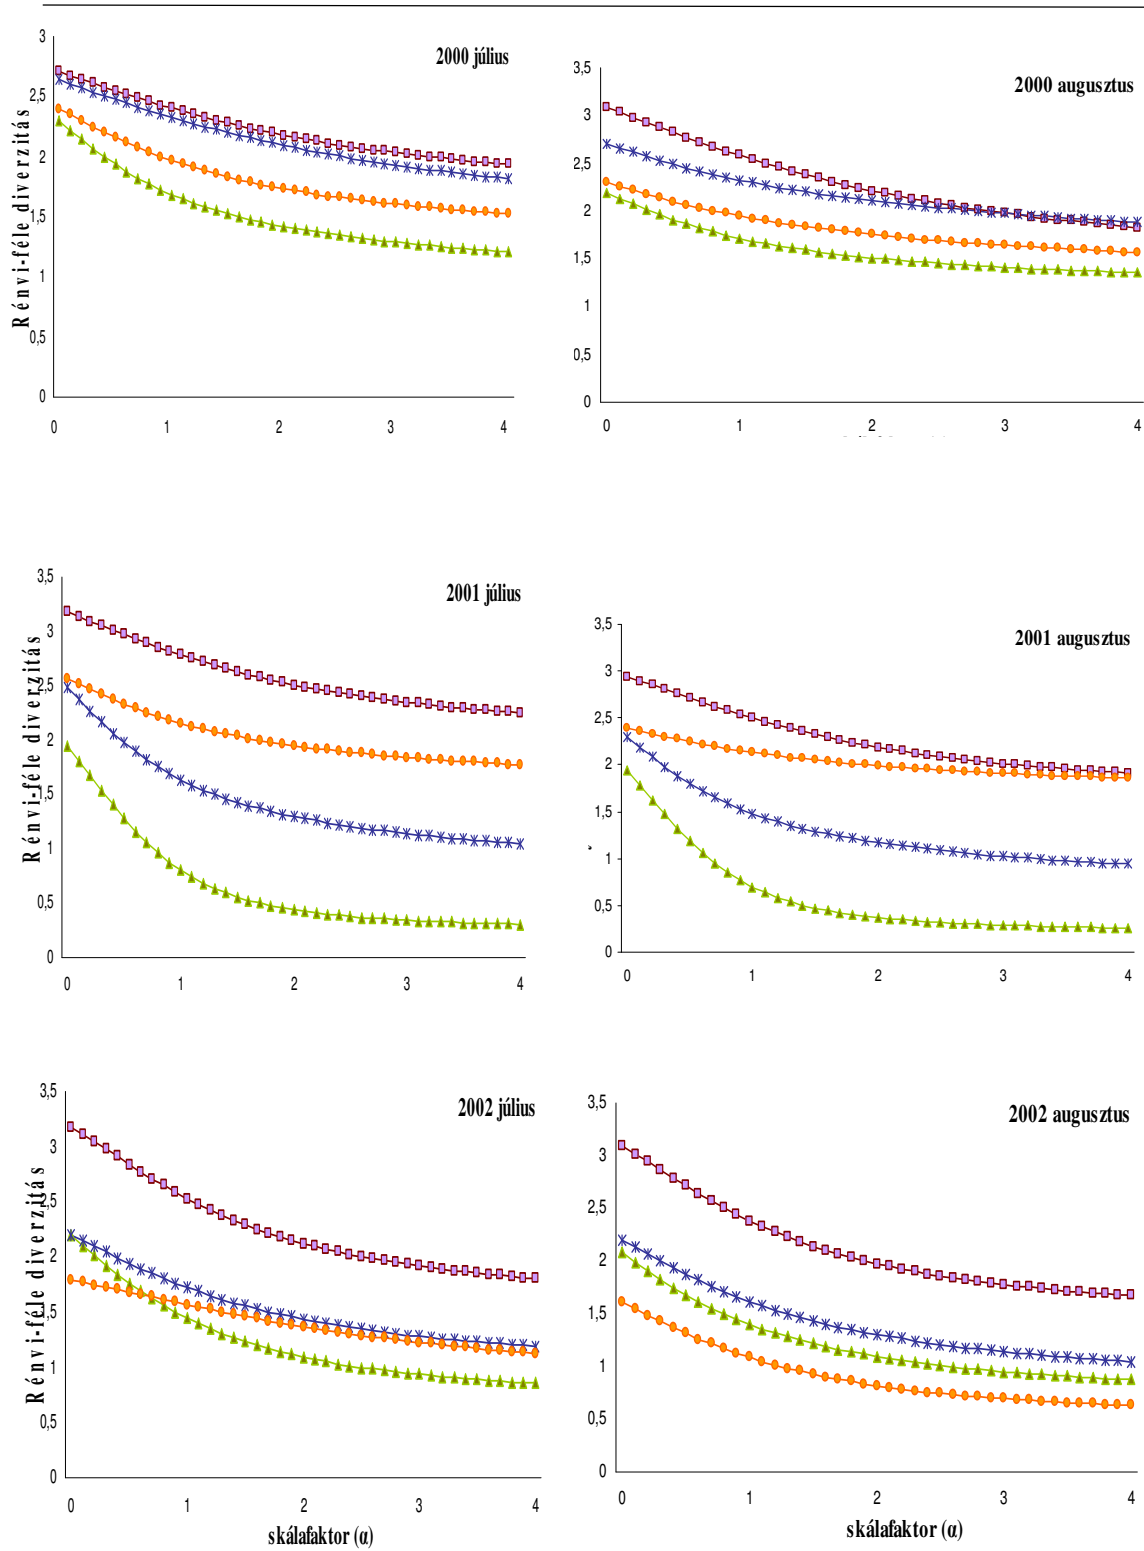 2000 július
Rényi-féle diverzitás
3
2,5
2
1,5
1
0,5
0
0 1 2 3 4
2000 augusztus
3,5
3
2,5
2
1,5
1
0,5
0
0 1 2 3 4
2001 július
Rényi-féle diverzitás
3,5
3
2,5
2
1,5
1
0,5
0
0 1 2 3 4
2001 augusztus
3,5
3
2,5
2
1,5
1
0,5
0
0 1 2 3 4
2002 július
Rényi-féle diverzitás
3,5
3
2,5
2
1,5
1
0,5
0
0 1 2 3 4
skálafaktor (α)
2002 augusztus
3,5
3
2,5
2
1,5
1
0,5
0
0 1 2 3 4
skálafaktor (α)